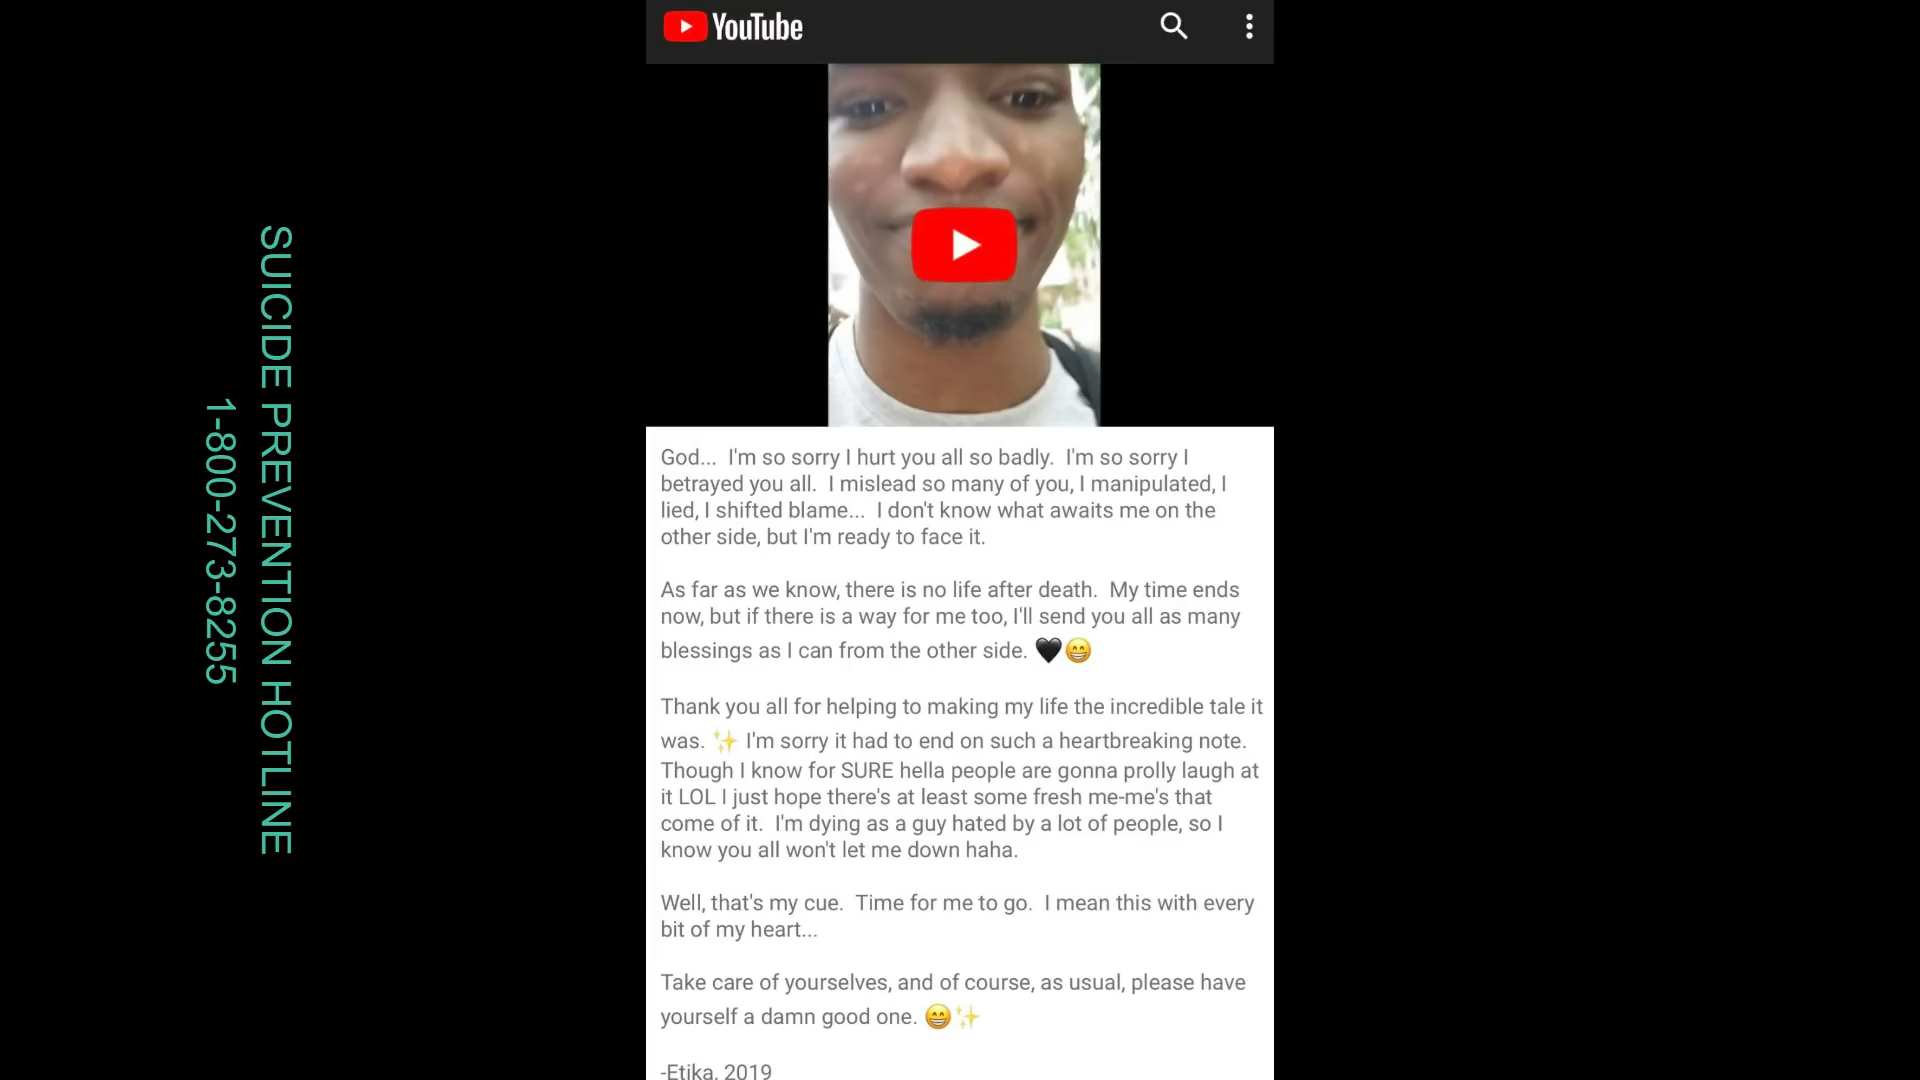 SUICIDE PREVENTION HOTLINE
1-800-273-8255
YouTube
God...  I'm so sorry I hurt you all so badly.  I'm so sorry I
betrayed you all.  I mislead so many of you, I manipulated, I
lied, I shifted blame...  I don't know what awaits me on the
other side, but I'm ready to face it.
As far as we know, there is no life after death.  My time ends
now, but if there is a way for me too, I'll send you all as many
blessings as I can from the other side. 🖤😁
Thank you all for helping to making my life the incredible tale it
was. ✨ I'm sorry it had to end on such a heartbreaking note.
Though I know for SURE hella people are gonna prolly laugh at
it LOL I just hope there's at least some fresh me-me's that
come of it.  I'm dying as a guy hated by a lot of people, so I
know you all won't let me down haha.
Well, that's my cue.  Time for me to go.  I mean this with every
bit of my heart...
Take care of yourselves, and of course, as usual, please have
yourself a damn good one. 😁✨
-Etika, 2019